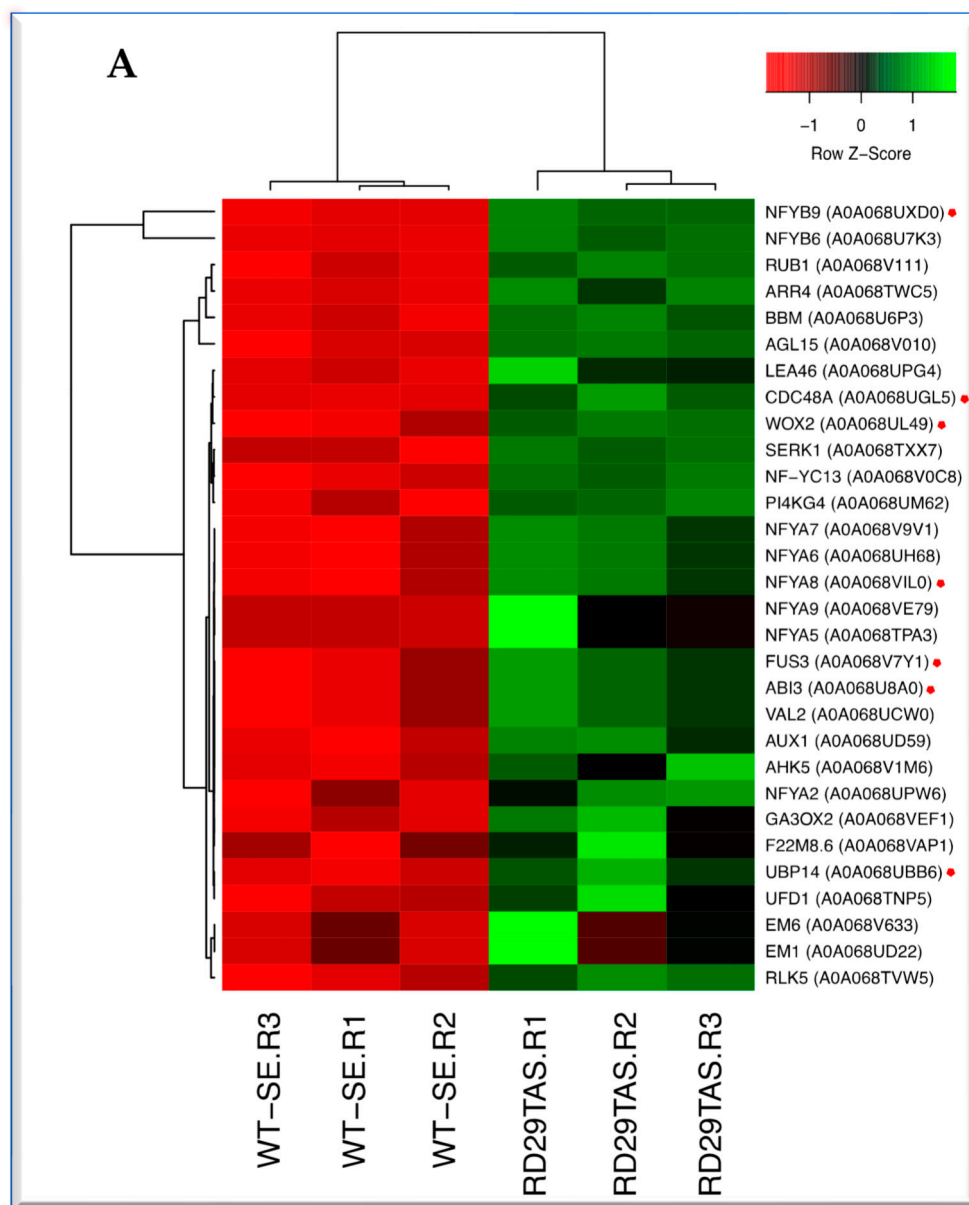 A
−1 0 1
Row Z−Score
NFYB9 (A0A068UXD0)
NFYB6 (A0A068U7K3)
RUB1 (A0A068V111)
ARR4 (A0A068TWC5)
BBM (A0A068U6P3)
AGL15 (A0A068V010)
LEA46 (A0A068UPG4)
CDC48A (A0A068UGL5)
WOX2 (A0A068UL49)
SERK1 (A0A068TXX7)
NF−YC13 (A0A068V0C8)
PI4KG4 (A0A068UM62)
NFYA7 (A0A068V9V1)
NFYA6 (A0A068UH68)
NFYA8 (A0A068VIL0)
NFYA9 (A0A068VE79)
NFYA5 (A0A068TPA3)
FUS3 (A0A068V7Y1)
ABI3 (A0A068U8A0)
VAL2 (A0A068UCW0)
AUX1 (A0A068UD59)
AHK5 (A0A068V1M6)
NFYA2 (A0A068UPW6)
GA3OX2 (A0A068VEF1)
F22M8.6 (A0A068VAP1)
UBP14 (A0A068UBB6)
UFD1 (A0A068TNP5)
EM6 (A0A068V633)
EM1 (A0A068UD22)
RLK5 (A0A068TVW5)
WT−SE.R3
WT−SE.R1
WT−SE.R2
RD29TAS.R1
RD29TAS.R2
RD29TAS.R3